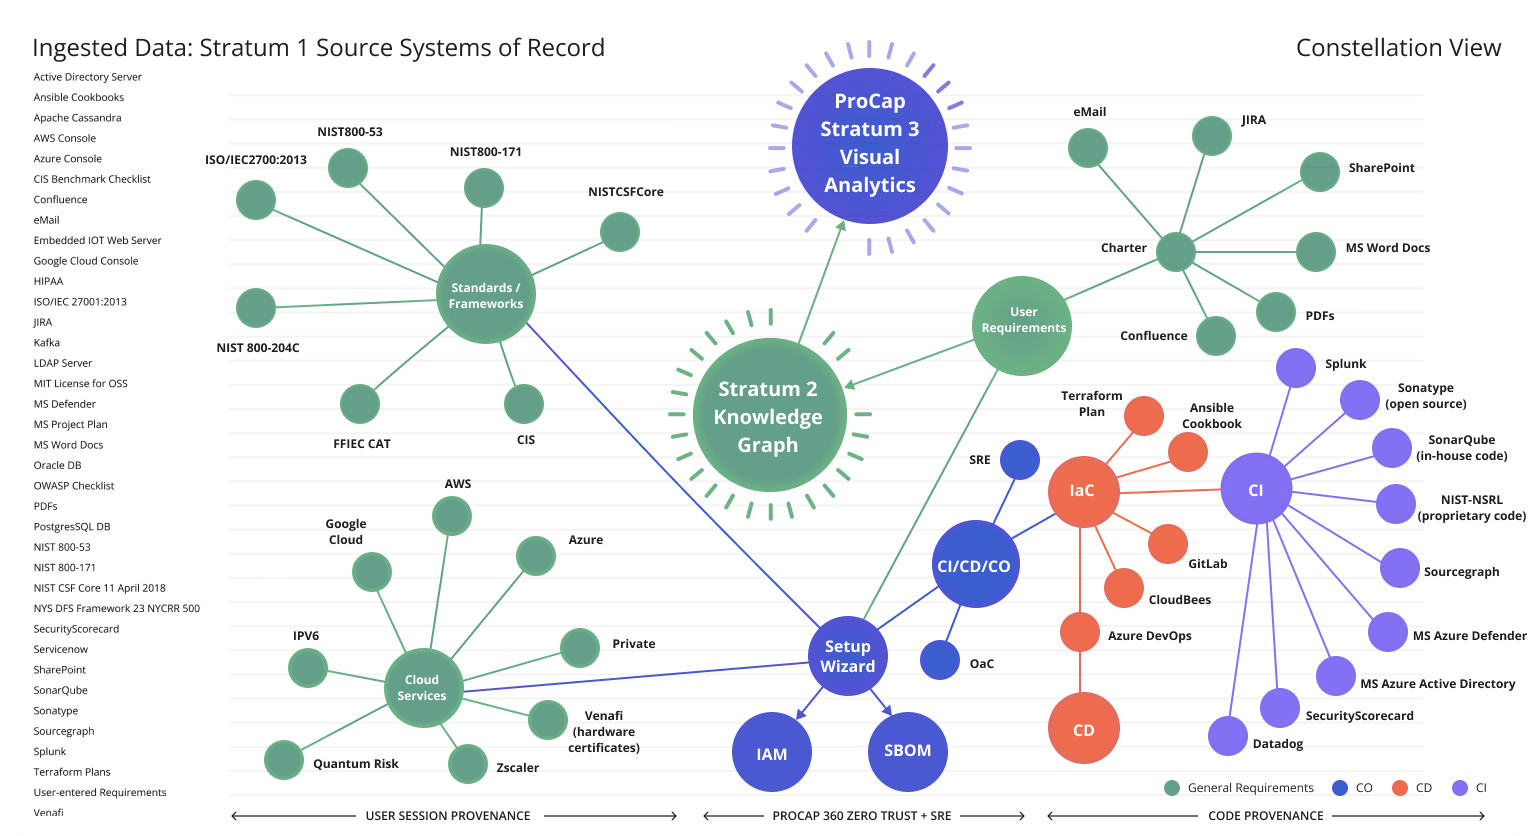 Ingested Data: Stratum 1 Source Systems of Record
Constellation View
Active Directory Server
Ansible Cookbooks
Apache Cassandra
AWS Console
Azure Console
CIS Benchmark Checklist
Confluence
eMail
Embedded IOT Web Server
Google Cloud Console
HIPAA
ISO/IEC 27001:2013
JIRA
Kafka
LDAP Server
MIT License for OSS
MS Defender
MS Project Plan
MS Word Docs
Oracle DB
OWASP Checklist
PDFs
PostgresSQL DB
NIST 800-53
NIST 800-171
NIST CSF Core 11 April 2018
NYS DFS Framework 23 NYCRR 500
SecurityScorecard
Servicenow
SharePoint
SonarQube
Sonatype
Sourcegraph
Splunk
Terraform Plans
User-entered Requirements
Venafi
NIST800-53
ISO/IEC2700:2013
NIST800-171
NISTCSFCore
Standards /
Frameworks
NIST 800-204C
FFIEC CAT
CIS
AWS
Google
Cloud
Azure
IPV6
Private
Cloud
Services
Venafi
(hardware
certificates)
Quantum Risk
Zscaler
ProCap
Stratum 3
Visual
Analytics
Stratum 2
Knowledge
Graph
User
Requirements
eMail
JIRA
SharePoint
Charter
MS Word Docs
PDFs
Confluence
SRE
CI/CD/CO
OaC
Setup
Wizard
IAM
SBOM
Terraform
Plan
Ansible
Cookbook
IaC
GitLab
CloudBees
Azure DevOps
CD
CI
Splunk
Sonatype
(open source)
SonarQube
(in-house code)
NIST-NSRL
(proprietary code)
Sourcegraph
MS Azure Defender
MS Azure Active Directory
SecurityScorecard
Datadog
General Requirements
CO
CD
CI
USER SESSION PROVENANCE
PROCAP 360 ZERO TRUST + SRE
CODE PROVENANCE